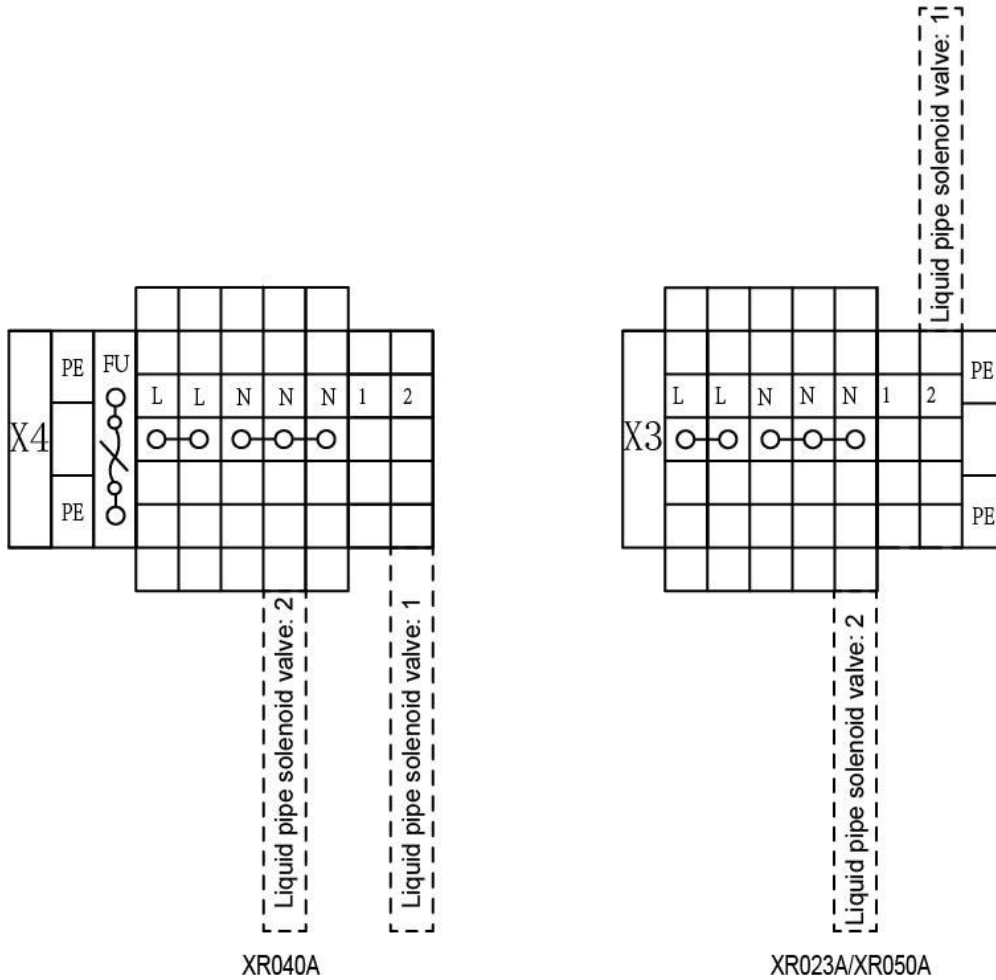 Liquid pipe solenoid valve: 1
PE
FU
L L N N N 1 2
X4
PE
Liquid pipe solenoid valve: 2
Liquid pipe solenoid valve: 1
XR040A
PE
L L N N N 1 2
X3
PE
Liquid pipe solenoid valve: 2
XR023A/XR050A